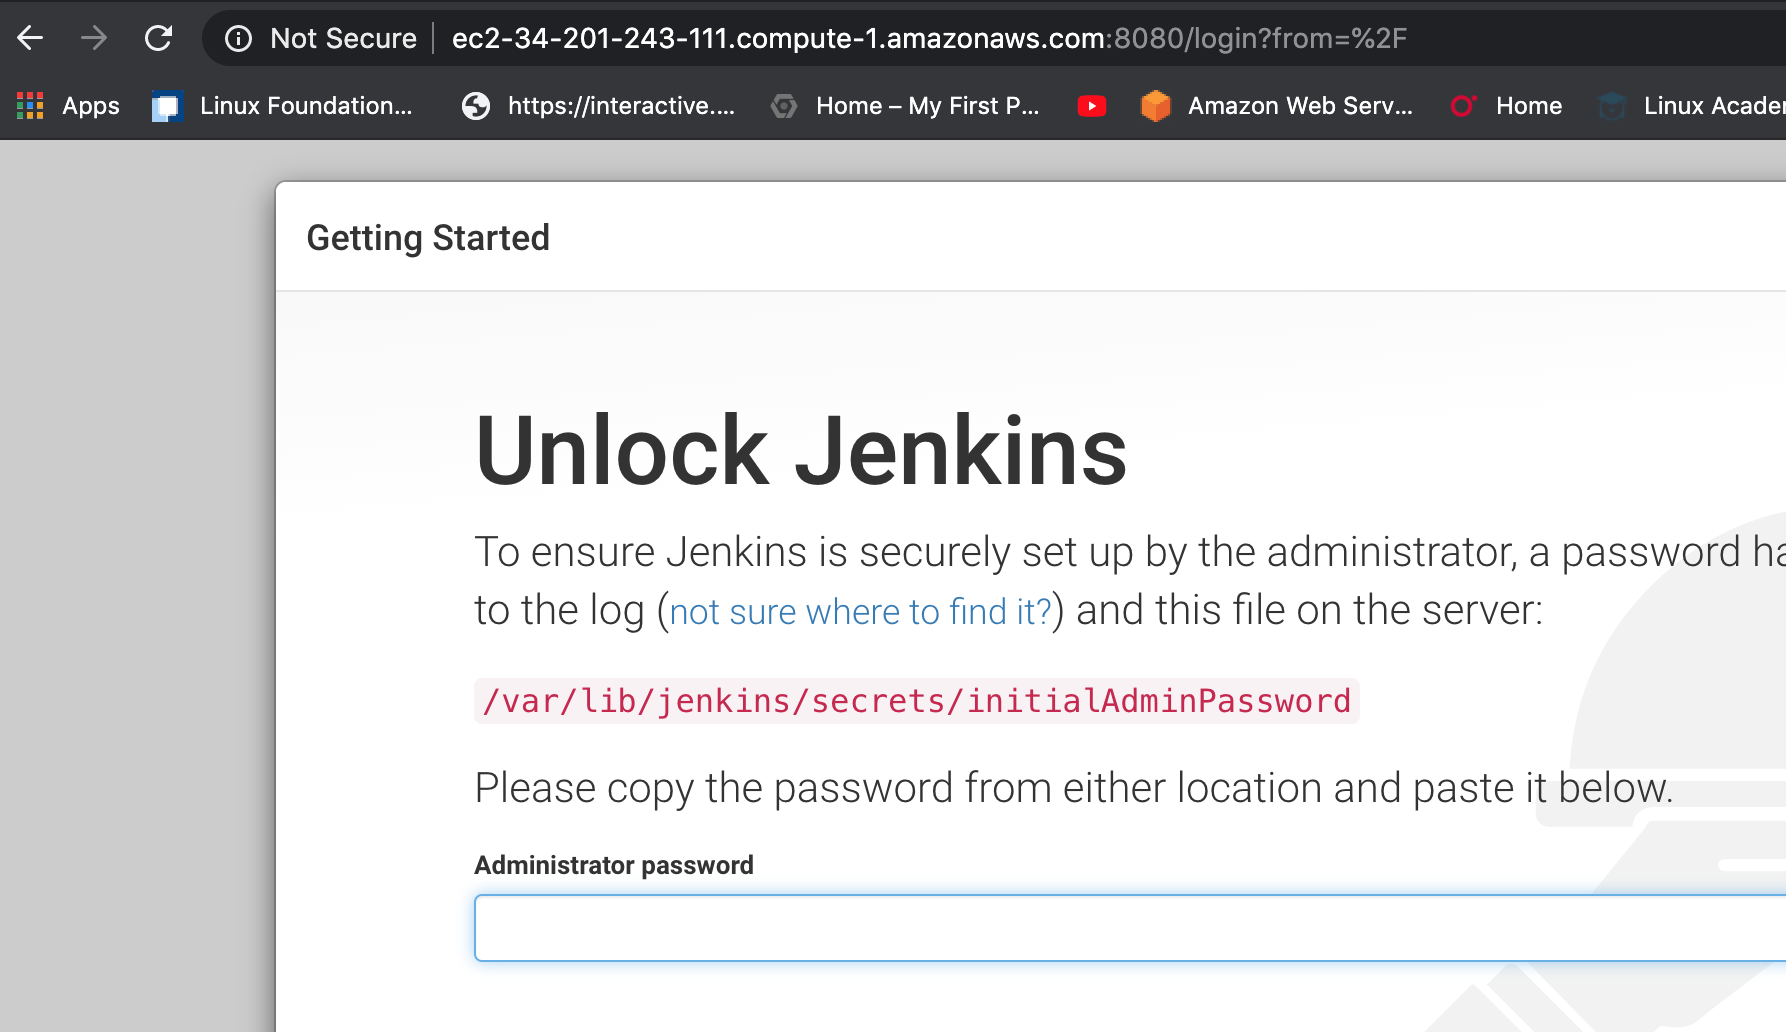 Not Secure ec2-34-201-243-111.compute-1.amazonaws.com:8080/login?from=%2F
Apps Linux Foundation... https://interactive.... Home – My First P... Amazon Web Serv... Home Linux Acader
Getting Started
Unlock Jenkins
To ensure Jenkins is securely set up by the administrator, a password ha
to the log (not sure where to find it?) and this file on the server:
/var/lib/jenkins/secrets/initialAdminPassword
Please copy the password from either location and paste it below.
Administrator password